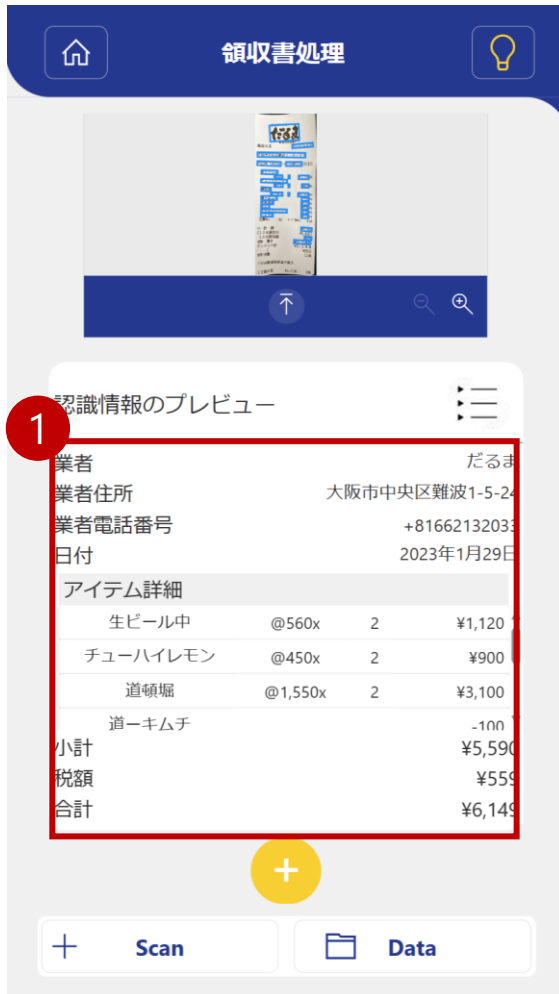 領収書処理
だるま
認識情報のプレビュー
1
業者 だるま
業者住所 大阪市中央区難波1-5-24
業者電話番号 +81662132033
日付 2023年1月29日
アイテム詳細
生ビール中 @560x 2 ¥1,120
チューハイレモン @450x 2 ¥900
道頓堀 @1,550x 2 ¥3,100
道ーキムチ -100
小計 ¥5,590
税額 ¥559
合計 ¥6,149
Scan
Data